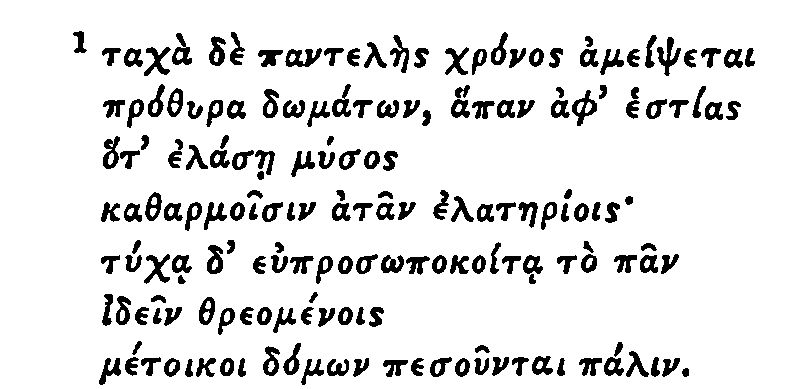 1 ταχὰ δὲ παντελὴς χρόνος ἀμείψεται
πρόθυρα δωμάτων, ἅπαν ἀφ’ ἑστίας
ὅτ’ ἐλάσῃ μύσος
καθαρμοῖσιν ἀτᾶν ἐλατηρίοις·
τύχᾳ δ’ εὐπροσωποκοίτᾳ τὸ πᾶν
ἰδεῖν θρεομένοις
μέτοικοι δόμων πεσοῦνται πάλιν.